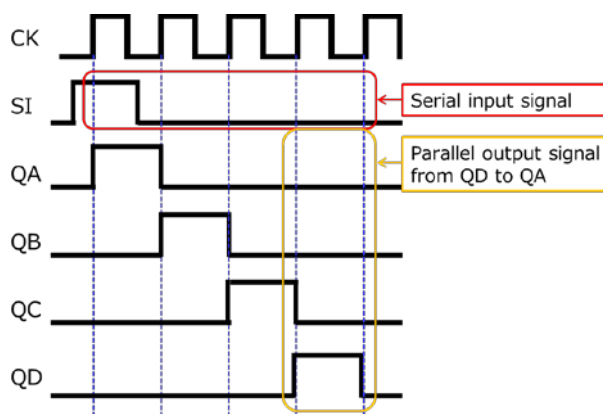 CK
SI
Serial input signal
Parallel output signal
from QD to QA
QA
QB
QC
QD